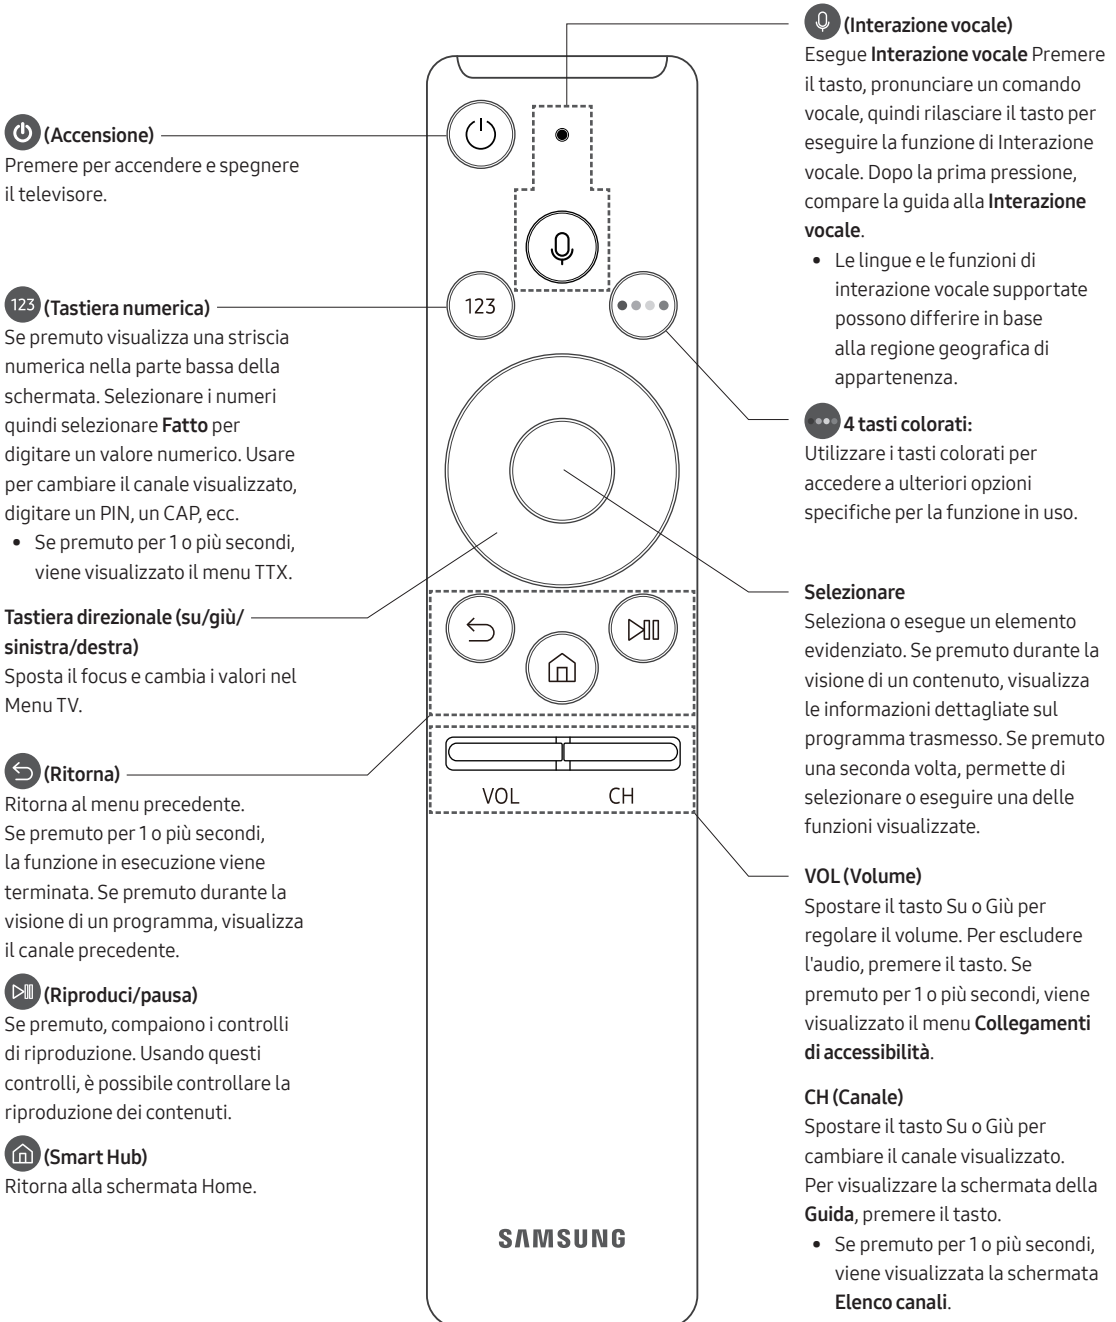 (Accensione)
Premere per accendere e spegnere
il televisore.
123 (Tastiera numerica)
Se premuto visualizza una striscia
numerica nella parte bassa della
schermata. Selezionare i numeri
quindi selezionare Fatto per
digitare un valore numerico. Usare
per cambiare il canale visualizzato,
digitare un PIN, un CAP, ecc.
• Se premuto per 1 o più secondi,
viene visualizzato il menu TTX.
Tastiera direzionale (su/giù/
sinistra/destra)
Sposta il focus e cambia i valori nel
Menu TV.
(Ritorna)
Ritorna al menu precedente.
Se premuto per 1 o più secondi,
la funzione in esecuzione viene
terminata. Se premuto durante la
visione di un programma, visualizza
il canale precedente.
(Riproduci/pausa)
Se premuto, compaiono i controlli
di riproduzione. Usando questi
controlli, è possibile controllare la
riproduzione dei contenuti.
(Smart Hub)
Ritorna alla schermata Home.
123
VOL CH
SAMSUNG
(Interazione vocale)
Esegue Interazione vocale Premere
il tasto, pronunciare un comando
vocale, quindi rilasciare il tasto per
eseguire la funzione di Interazione
vocale. Dopo la prima pressione,
compare la guida alla Interazione
vocale.
• Le lingue e le funzioni di
interazione vocale supportate
possono differire in base
alla regione geografica di
appartenenza.
4 tasti colorati:
Utilizzare i tasti colorati per
accedere a ulteriori opzioni
specifiche per la funzione in uso.
Selezionare
Seleziona o esegue un elemento
evidenziato. Se premuto durante la
visione di un contenuto, visualizza
le informazioni dettagliate sul
programma trasmesso. Se premuto
una seconda volta, permette di
selezionare o eseguire una delle
funzioni visualizzate.
VOL (Volume)
Spostare il tasto Su o Giù per
regolare il volume. Per escludere
l'audio, premere il tasto. Se
premuto per 1 o più secondi, viene
visualizzato il menu Collegamenti
di accessibilità.
CH (Canale)
Spostare il tasto Su o Giù per
cambiare il canale visualizzato.
Per visualizzare la schermata della
Guida, premere il tasto.
• Se premuto per 1 o più secondi,
viene visualizzata la schermata
Elenco canali.